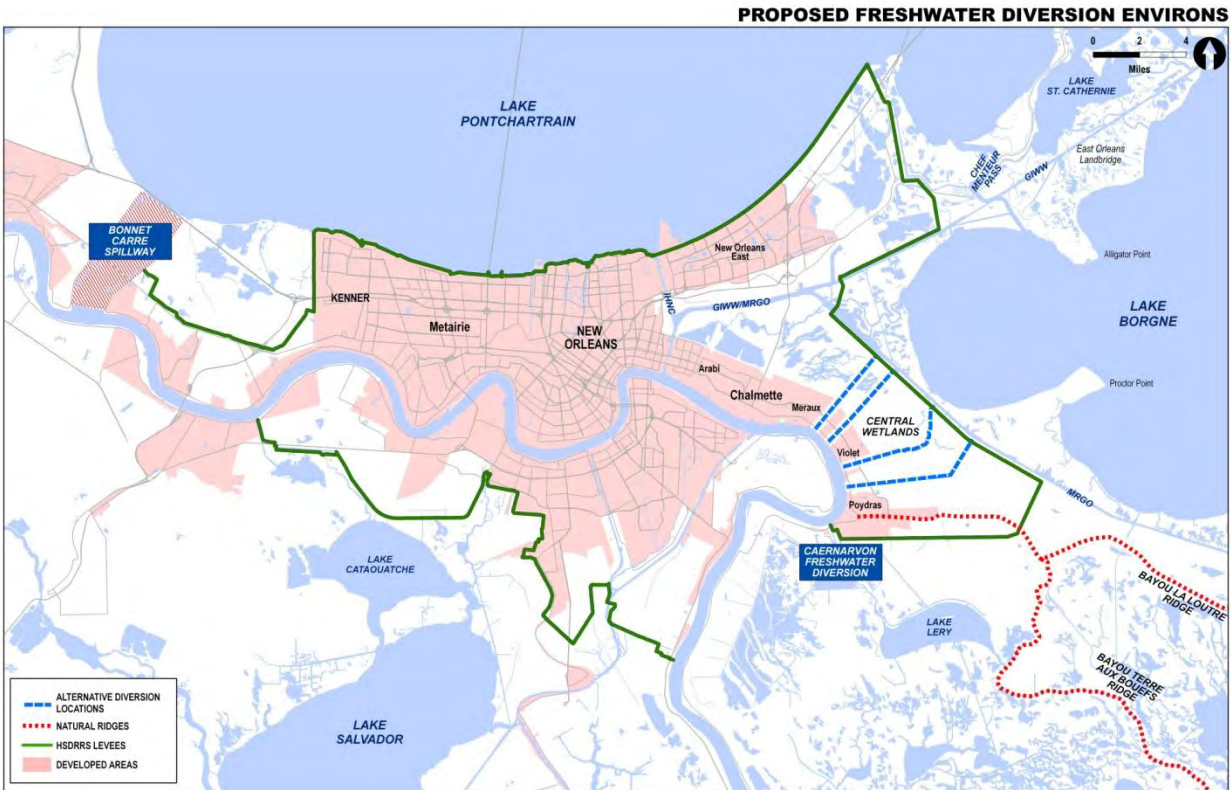 PROPOSED FRESHWATER DIVERSION ENVIRONS
0 2 4
Miles
LAKE
ST. CATHERNIE
LAKE
PONTCHARTRAIN
East Orleans
Landbridge
CHEF
MENTEUR
PASS
GIWW
BONNET
CARRE
SPILLWAY
New Orleans
East
Alligator Point
KENNER
IHNC
GIWW/MRGO
LAKE
BORGNE
Metairie
NEW
ORLEANS
Arabi
Proctor Point
Chalmette
Meraux
CENTRAL
WETLANDS
Violet
MRGO
Poydras
CAERNARVON
FRESHWATER
DIVERSION
LAKE
CATAOUATCHE
BAYOU LA LOUTRE
RIDGE
LAKE
LERY
BAYOU TERRE
AUX BOUEFS
RIDGE
LAKE
SALVADOR
ALTERNATIVE DIVERSION
LOCATIONS
NATURAL RIDGES
HSDRRS LEVEES
DEVELOPED AREAS